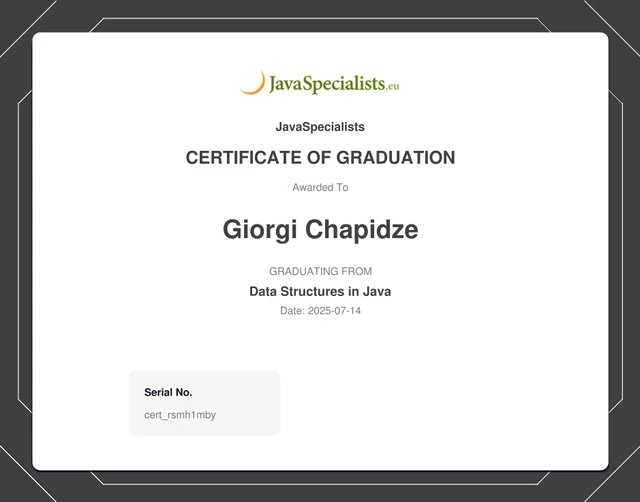 JavaSpecialists.eu
JavaSpecialists
CERTIFICATE OF GRADUATION
Awarded To
Giorgi Chapidze
GRADUATING FROM
Data Structures in Java
Date: 2025-07-14
Serial No.
cert_rsmh1mby